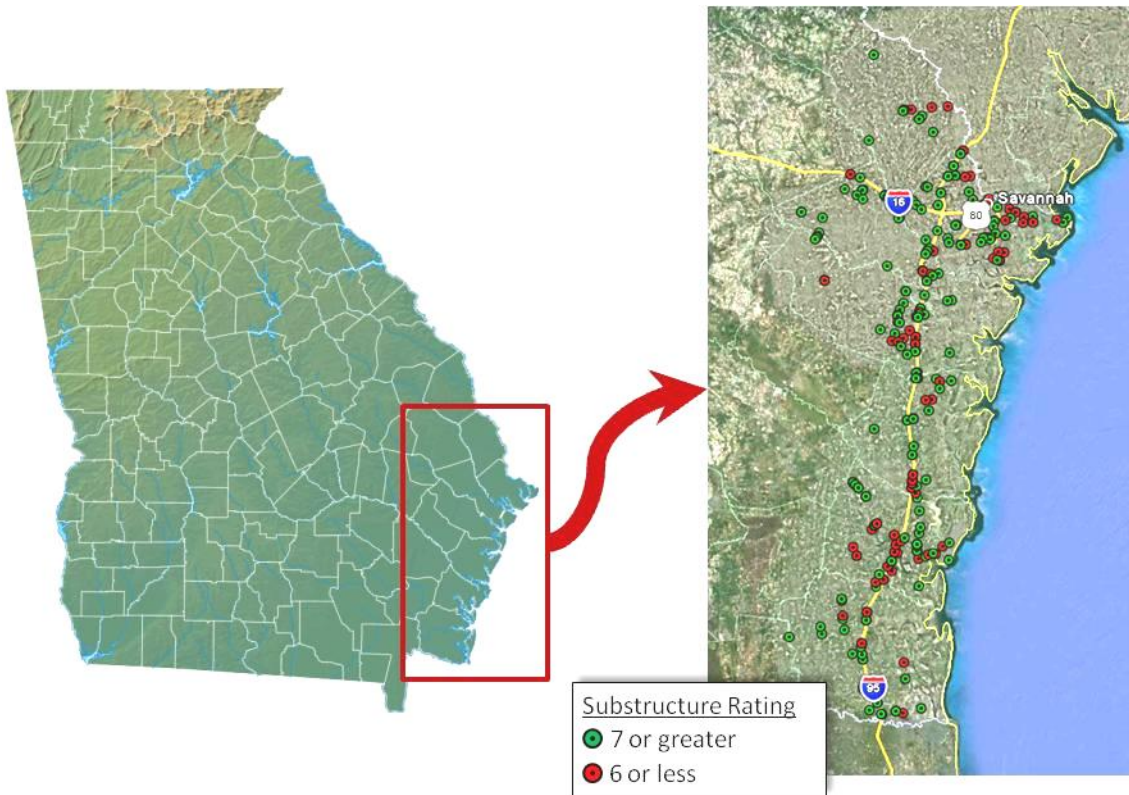 Savannah
16
80
95
Substructure Rating
7 or greater
6 or less